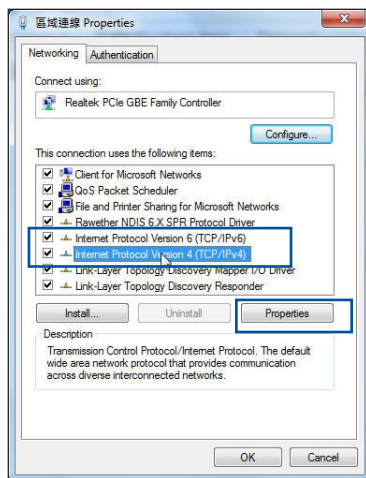 區域連線 Properties
Networking
Authentication
Connect using:
Realtek PCIe GBE Family Controller
Configure...
This connection uses the following items:
Client for Microsoft Networks
QoS Packet Scheduler
File and Printer Sharing for Microsoft Networks
Rawether NDIS 6.X SPR Protocol Driver
Internet Protocol Version 6 (TCP/IPv6)
Internet Protocol Version 4 (TCP/IPv4)
Link-Layer Topology Discovery Mapper I/O Driver
Link-Layer Topology Discovery Responder
Install...
Uninstall
Properties
Description
Transmission Control Protocol/Internet Protocol. The default
wide area network protocol that provides communication
across diverse interconnected networks.
OK
Cancel